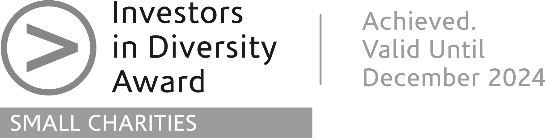 Investors
in Diversity
Award
SMALL CHARITIES
Achieved.
Valid Until
December 2024